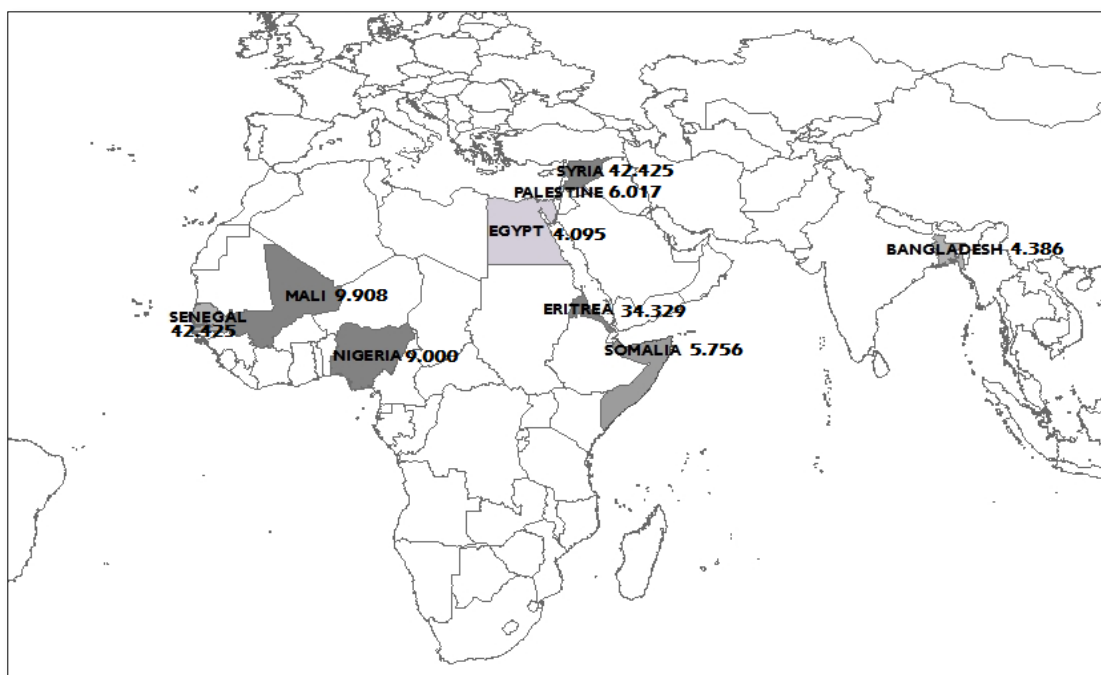 SYRIA 42.425
PALESTINE 6.017
EGYPT 4.095
BANGLADESH 4.386
MALI 9.908
ERITREA 34.329
SENEGAL
42.425
NIGERIA 9.000
SOMALIA 5.756